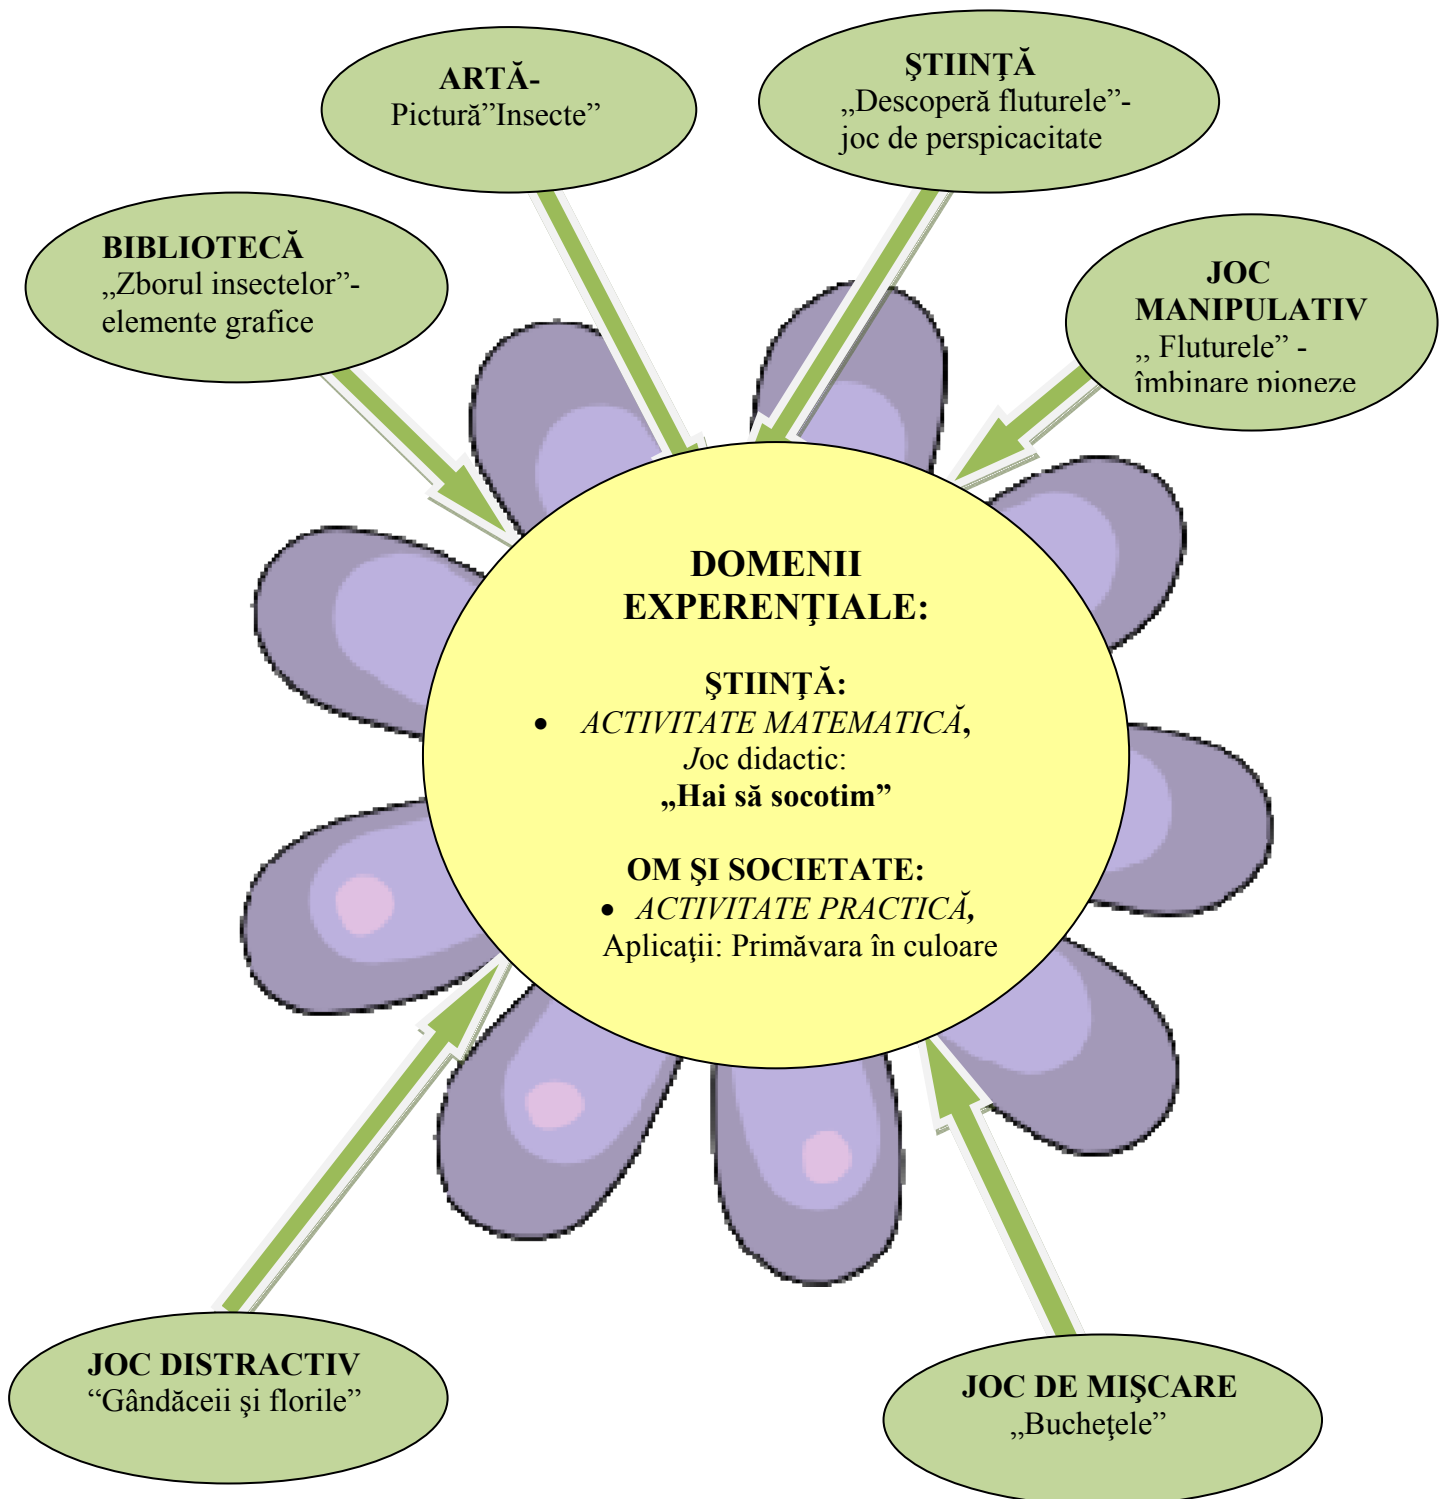 ARTĂ-
Pictură”Insecte”
ŞTIINŢĂ
„Descoperă fluturele”-
joc de perspicacitate
BIBLIOTECĂ
„Zborul insectelor”-
elemente grafice
JOC
MANIPULATIV
,, Fluturele” -
îmbinare pioneze
DOMENII
EXPERENŢIALE:
ŞTIINŢĂ:
• ACTIVITATE MATEMATICĂ,
Joc didactic:
„Hai să socotim”
OM ŞI SOCIETATE:
• ACTIVITATE PRACTICĂ,
Aplicaţii: Primăvara în culoare
JOC DISTRACTIV
“Gândăceii şi florile”
JOC DE MIŞCARE
„Bucheţele”